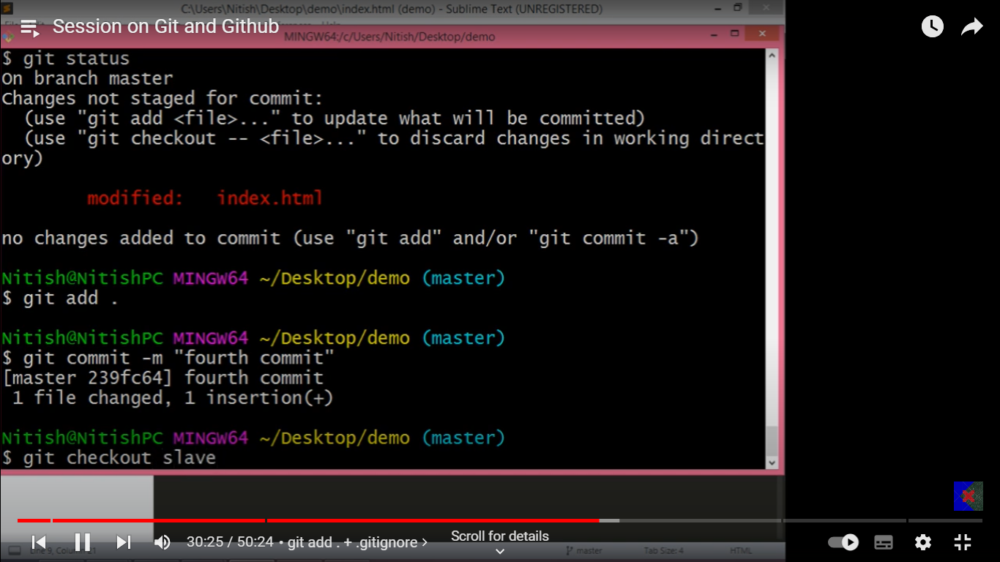 C:\Users\Nitish\Desktop\demo\index.html (demo) - Sublime Text (UNREGISTERED)
Session on Git and Github
MINGW64:/c/Users/Nitish/Desktop/demo
$ git status
On branch master
Changes not staged for commit:
  (use "git add <file>..." to update what will be committed)
  (use "git checkout -- <file>..." to discard changes in working direct
ory)
modified:   index.html
no changes added to commit (use "git add" and/or "git commit -a")
Nitish@NitishPC MINGW64 ~/Desktop/demo (master)
$ git add .
Nitish@NitishPC MINGW64 ~/Desktop/demo (master)
$ git commit -m "fourth commit"
[master 239fc64] fourth commit
 1 file changed, 1 insertion(+)
Nitish@NitishPC MINGW64 ~/Desktop/demo (master)
$ git checkout slave
30:25 / 50:24 • git add . + .gitignore >
Scroll for details
Line 9, Column
master
Tab Size: 4
HTML